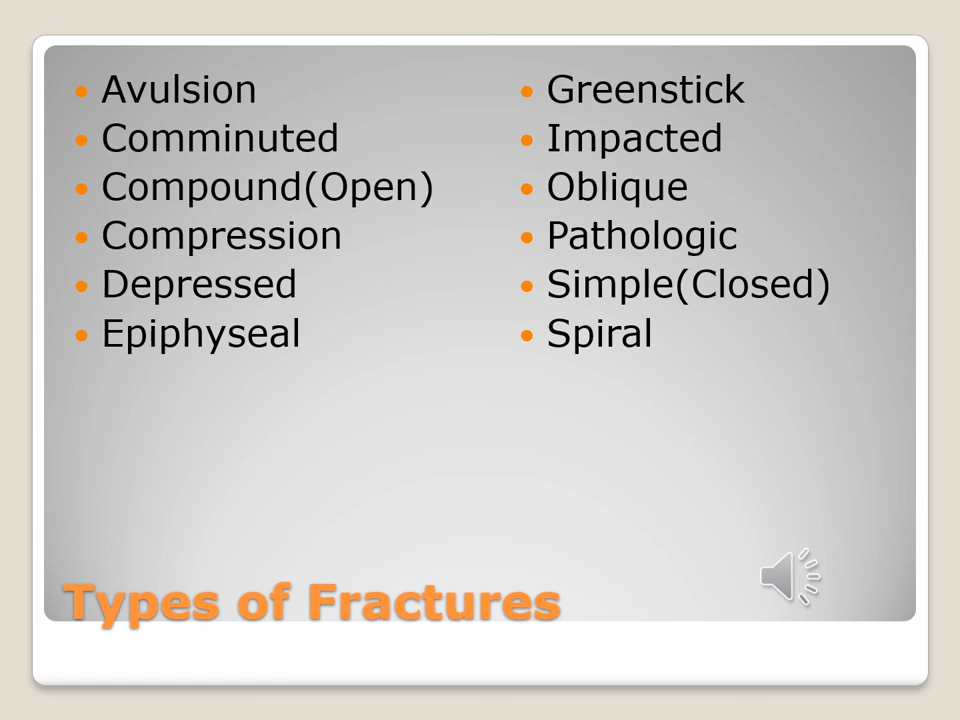 Avulsion
Comminuted
Compound(Open)
Compression
Depressed
Epiphyseal
Greenstick
Impacted
Oblique
Pathologic
Simple(Closed)
Spiral
Types of Fractures